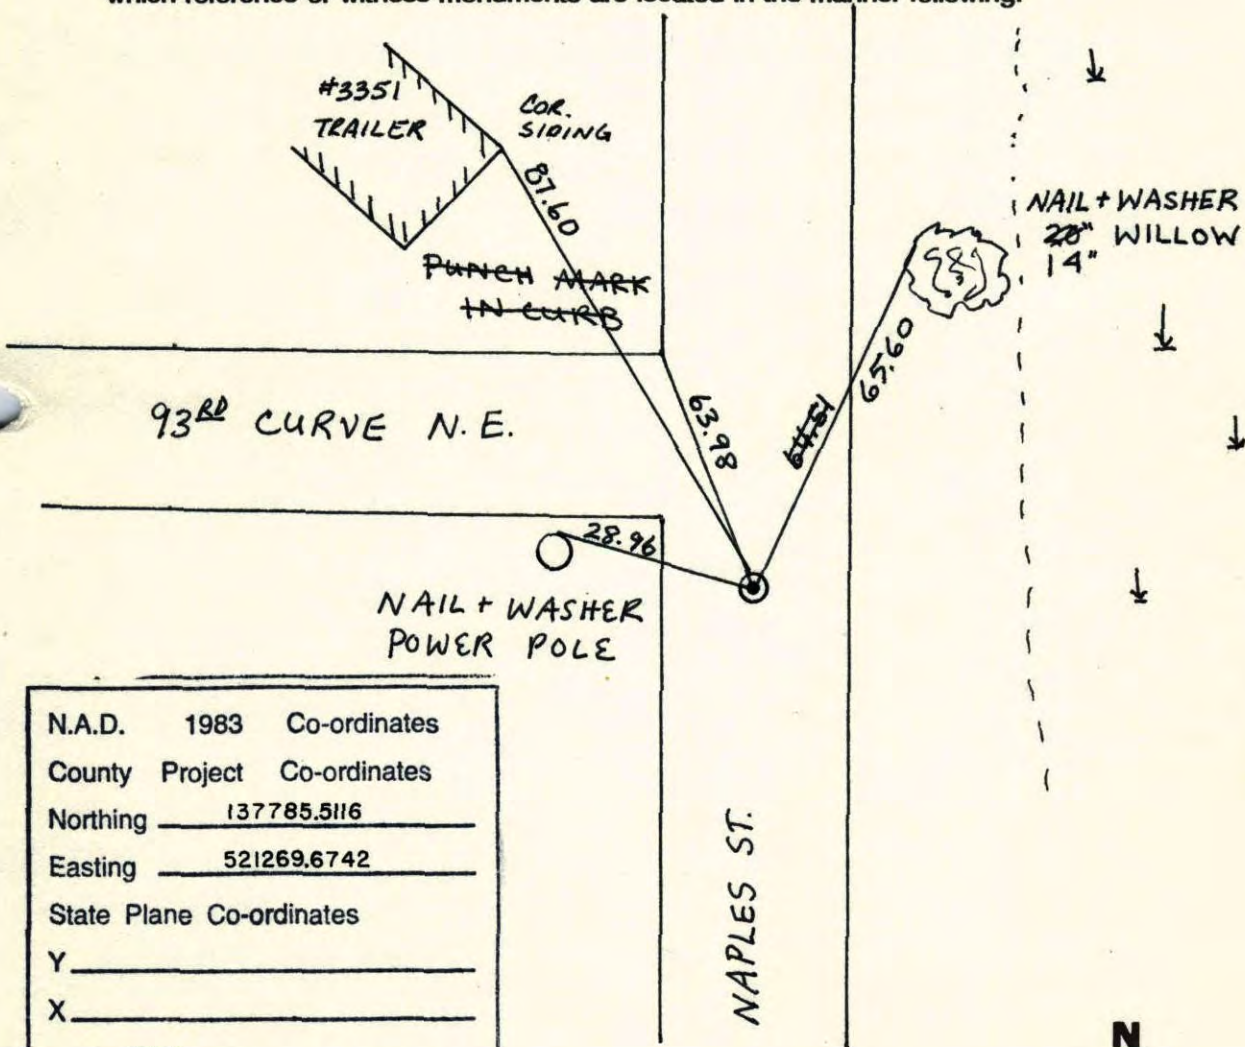 which reference or witness monuments are located in the manner following:
#3351
TRAILER
COR.
SIDING
87.60
NAIL + WASHER
20" WILLOW
14"
PUNCH MARK
IN CURB
63.98
64.51
65.60
93RD CURVE N.E.
28.96
NAIL + WASHER
POWER POLE
N.A.D. 1983 Co-ordinates
County Project Co-ordinates
Northing 137785.5116
Easting 521269.6742
State Plane Co-ordinates
Y
X
NAPLES ST.
N